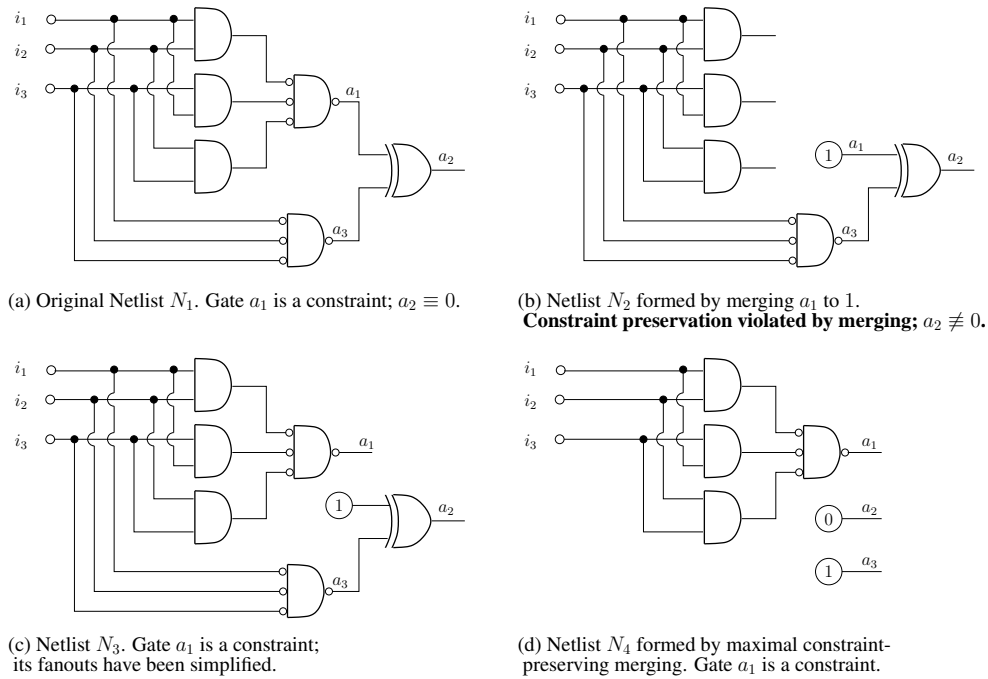 i₁
i₂
i₃
a₁
a₂
a₃
(a) Original Netlist N₁. Gate a₁ is a constraint; a₂ ≡ 0.
i₁
i₂
i₃
1
a₁
a₂
a₃
(b) Netlist N₂ formed by merging a₁ to 1.
Constraint preservation violated by merging; a₂ ≢ 0.
i₁
i₂
i₃
a₁
1
a₂
a₃
(c) Netlist N₃. Gate a₁ is a constraint;
its fanouts have been simplified.
i₁
i₂
i₃
a₁
0
a₂
1
a₃
(d) Netlist N₄ formed by maximal constraint-
preserving merging. Gate a₁ is a constraint.